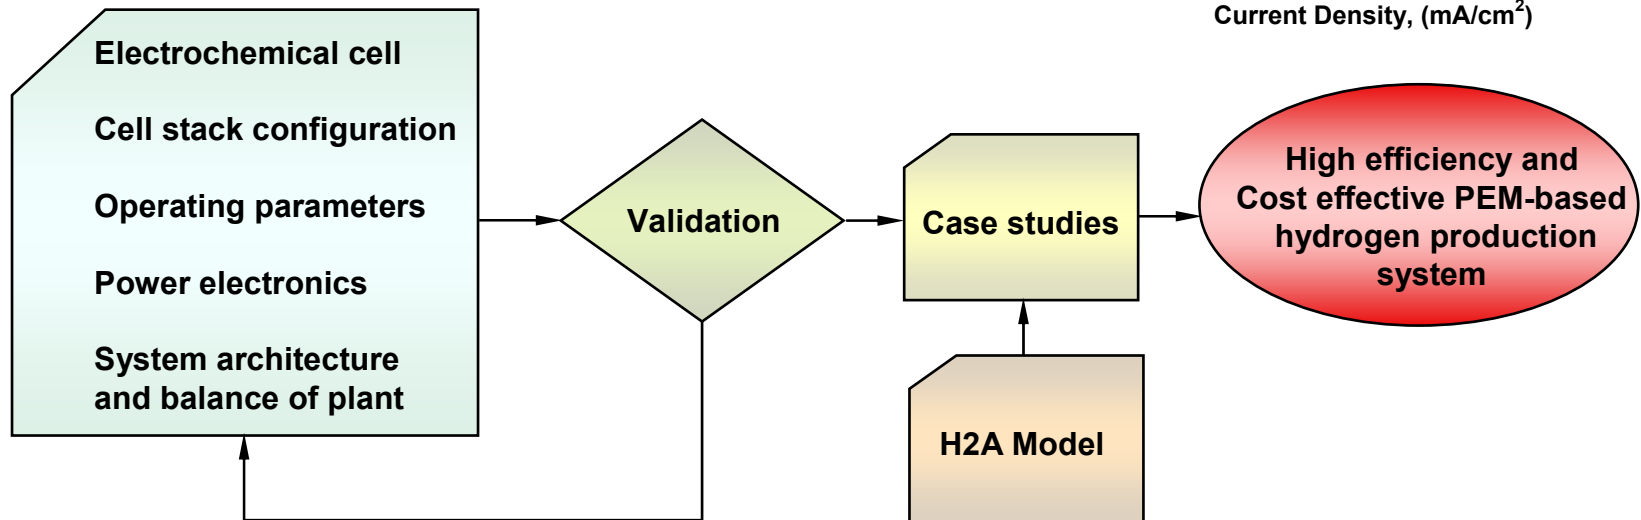 Current Density, (mA/cm²)
Electrochemical cell
Cell stack configuration
Operating parameters
Power electronics
System architecture
and balance of plant
Validation
Case studies
H2A Model
High efficiency and
Cost effective PEM-based
hydrogen production
system